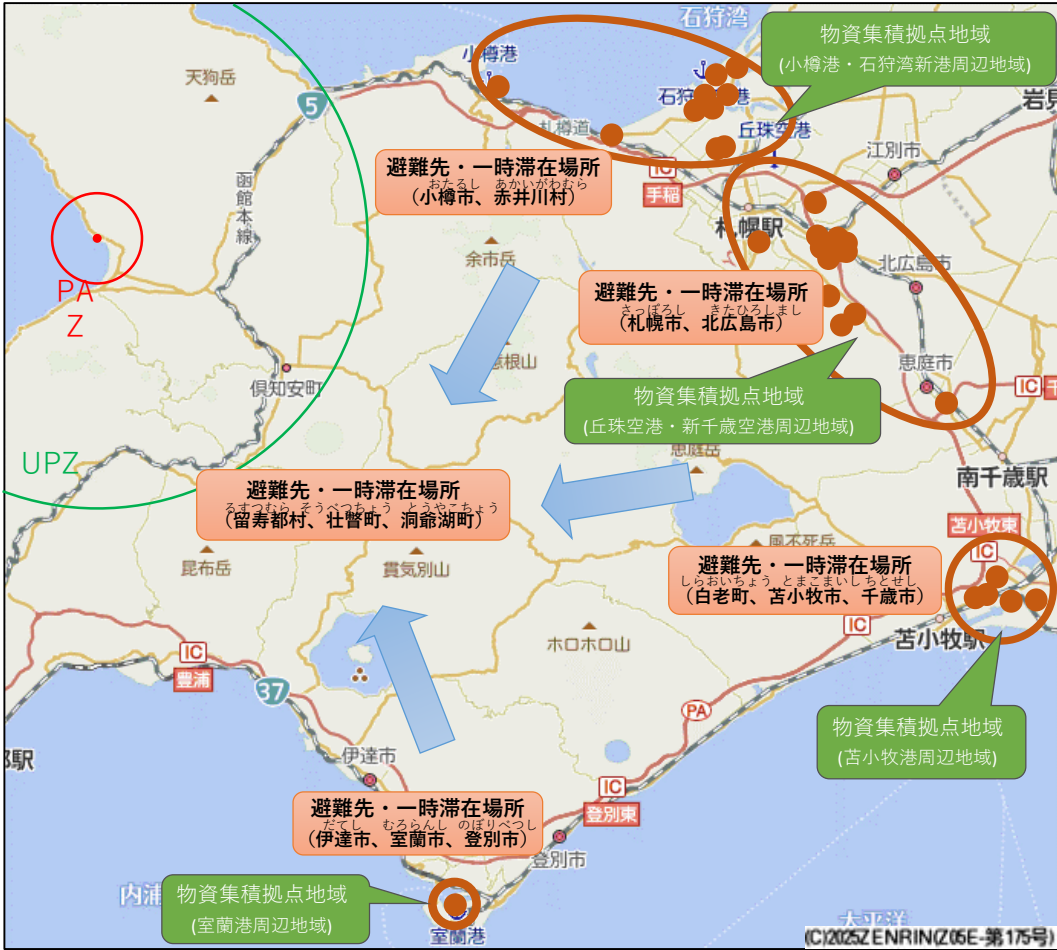 石狩湾
物資集積拠点地域
(小樽港・石狩湾新港周辺地域)
小樽港
天狗岳
5
札樽道
丘珠空港
岩見
江別市
IC
手稲
避難先・一時滞在場所
おたるし あかいがわむら
(小樽市、赤井川村)
函館本線
札幌駅
余市岳
北広島市
PA
Z
避難先・一時滞在場所
さっぽろし きたひろしまし
(札幌市、北広島市)
恵庭市
IC
千
倶知安町
物資集積拠点地域
(丘珠空港・新千歳空港周辺地域)
恵庭岳
UPZ
南千歳駅
避難先・一時滞在場所
るすつむら、そうべつちょう とうやこちょう
(留寿都村、壮瞥町、洞爺湖町)
苫小牧東
IC
風不死岳
昆布岳
貫気別山
避難先・一時滞在場所
しらおいちょう とまこまいし ちとせし
(白老町、苫小牧市、千歳市)
IC
苫小牧駅
ホロホロ山
IC
豊浦
37
PA
物資集積拠点地域
(苫小牧港周辺地域)
伊達市
部駅
IC
登別東
避難先・一時滞在場所
だてし むろらんし のぼりべつし
(伊達市、室蘭市、登別市)
登別市
内浦
物資集積拠点地域
(室蘭港周辺地域)
室蘭港
太平洋
(C)2025ZENRIN(Z05E-第175号)